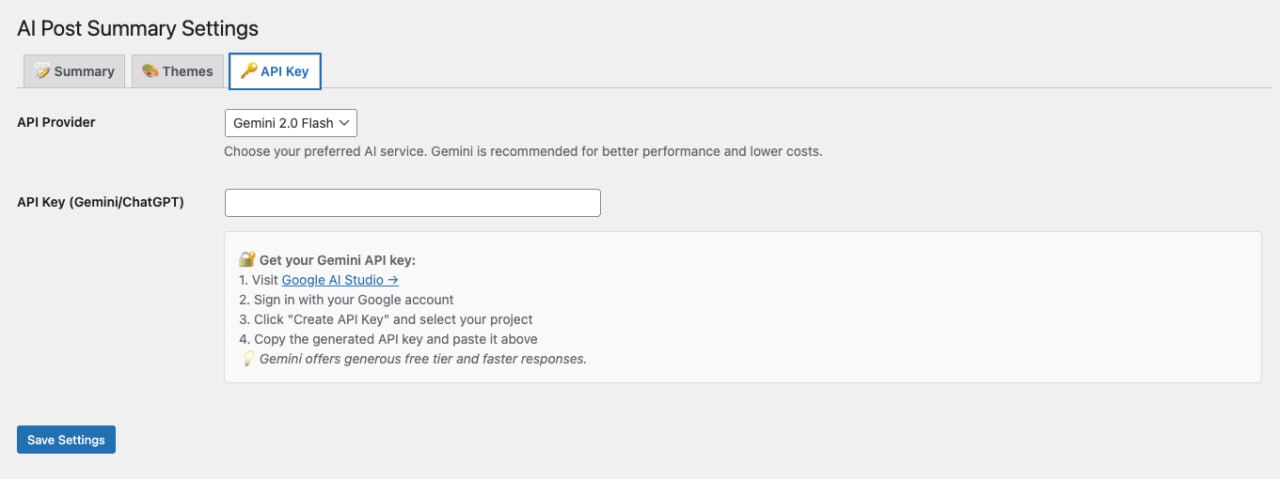 AI Post Summary Settings
📝 Summary
🎨 Themes
🔑 API Key
API Provider
Gemini 2.0 Flash
Choose your preferred AI service. Gemini is recommended for better performance and lower costs.
API Key (Gemini/ChatGPT)
🔐 Get your Gemini API key:
1. Visit Google AI Studio →
2. Sign in with your Google account
3. Click "Create API Key" and select your project
4. Copy the generated API key and paste it above
💡 Gemini offers generous free tier and faster responses.
Save Settings